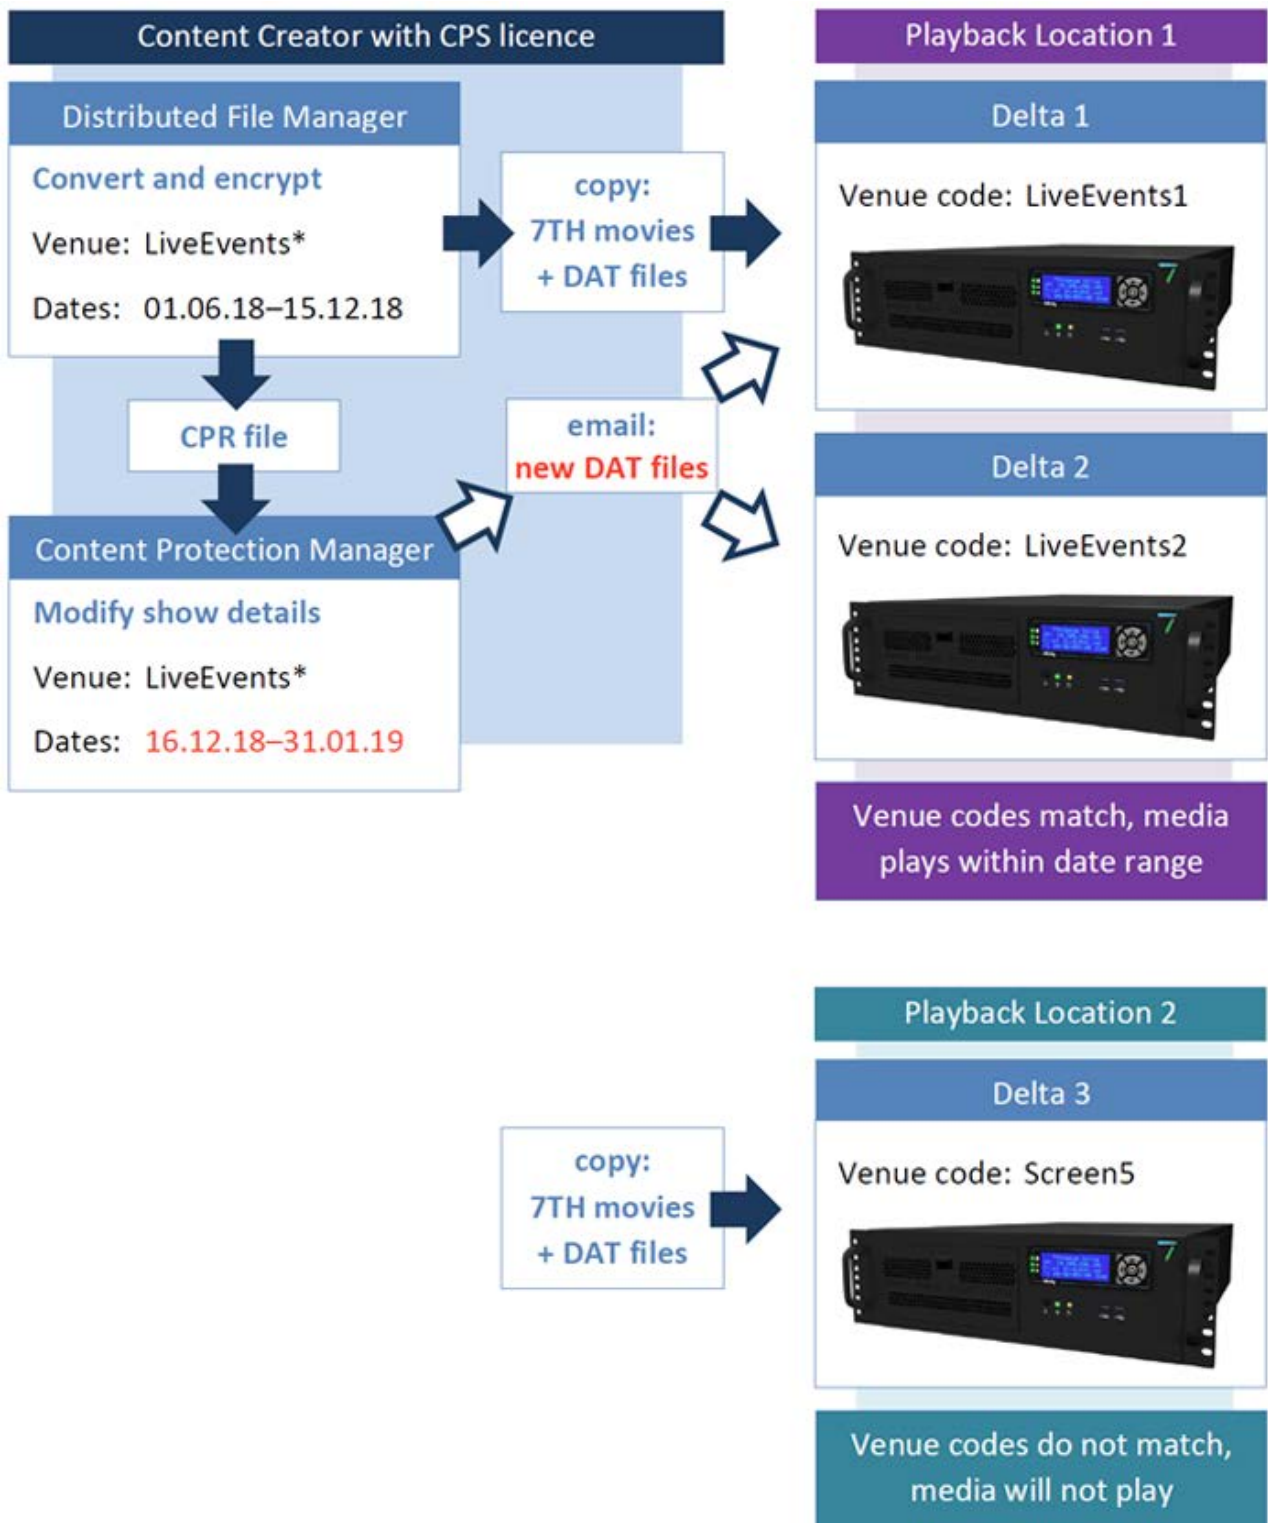 Content Creator with CPS licence
Distributed File Manager
Convert and encrypt
Venue: LiveEvents*
Dates: 01.06.18–15.12.18
CPR file
Content Protection Manager
Modify show details
Venue: LiveEvents*
Dates: 16.12.18–31.01.19
copy:
7TH movies
+ DAT files
email:
new DAT files
Playback Location 1
Delta 1
Venue code: LiveEvents1
7
Delta 2
Venue code: LiveEvents2
7
Venue codes match, media
plays within date range
copy:
7TH movies
+ DAT files
Playback Location 2
Delta 3
Venue code: Screen5
7
Venue codes do not match,
media will not play